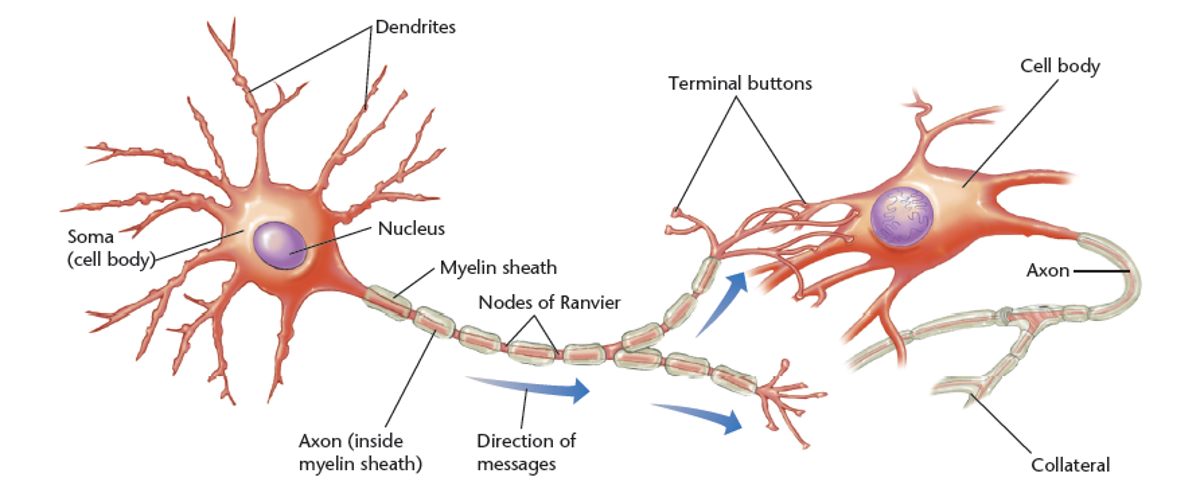 Dendrites
Cell body
Terminal buttons
Soma
(cell body)
Nucleus
Myelin sheath
Axon
Nodes of Ranvier
Axon (inside
myelin sheath)
Direction of
messages
Collateral